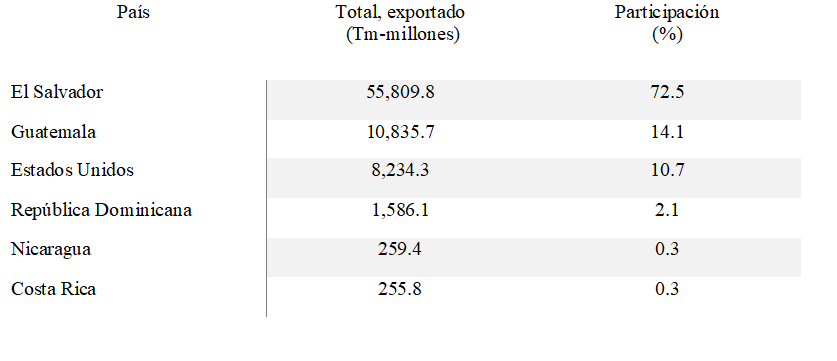 País Total, exportado Participación
(Tm-millones) (%)
El Salvador 55,809.8 72.5
Guatemala 10,835.7 14.1
Estados Unidos 8,234.3 10.7
República Dominicana 1,586.1 2.1
Nicaragua 259.4 0.3
Costa Rica 255.8 0.3